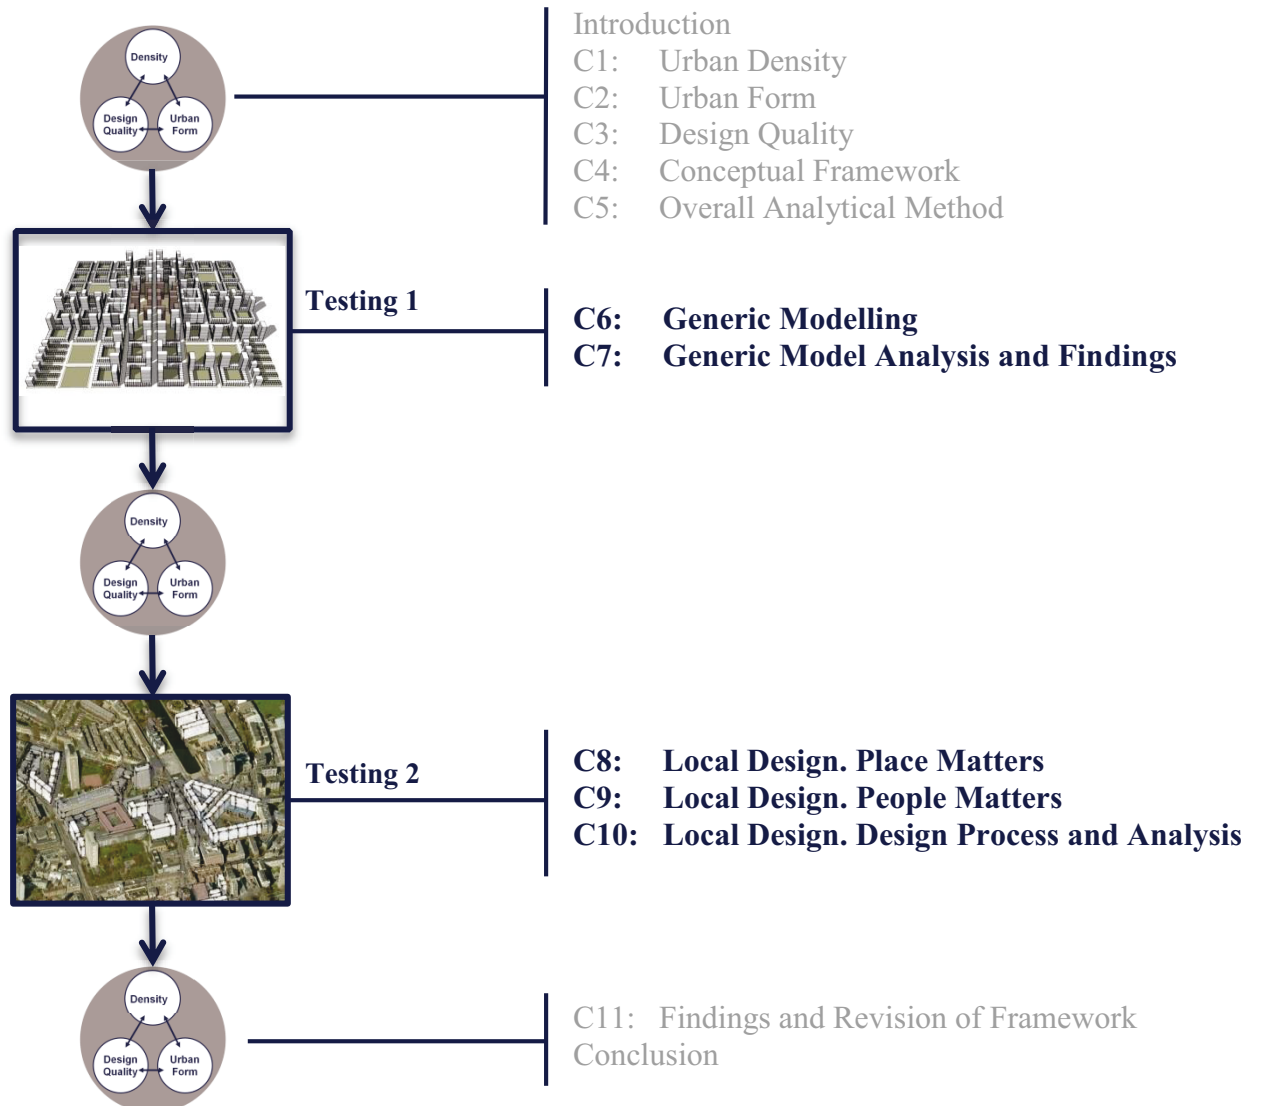 Introduction
C1: Urban Density
C2: Urban Form
C3: Design Quality
C4: Conceptual Framework
C5: Overall Analytical Method
Density
Design Quality
Urban Form
Testing 1
C6: Generic Modelling
C7: Generic Model Analysis and Findings
Density
Design Quality
Urban Form
Testing 2
C8: Local Design. Place Matters
C9: Local Design. People Matters
C10: Local Design. Design Process and Analysis
Density
Design Quality
Urban Form
C11: Findings and Revision of Framework
Conclusion